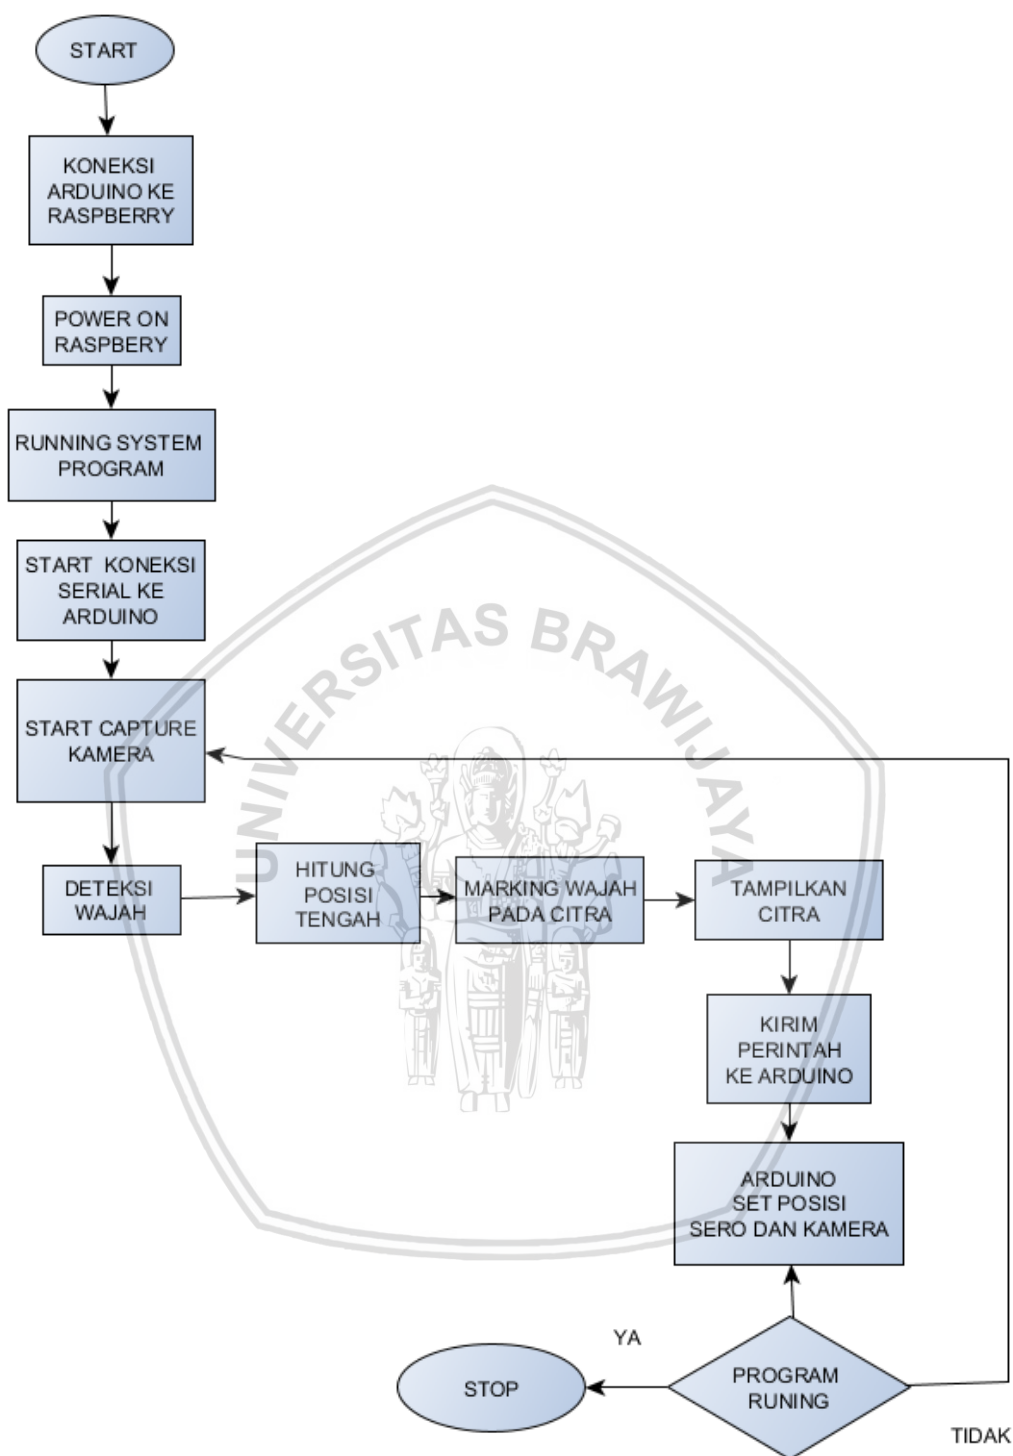 START
KONEKSI
ARDUINO KE
RASPBERRY
POWER ON
RASPBERY
RUNNING SYSTEM
PROGRAM
START KONEKSI
SERIAL KE
ARDUINO
START CAPTURE
KAMERA
DETEKSI
WAJAH
HITUNG
POSISI
TENGAH
MARKING WAJAH
PADA CITRA
TAMPILKAN
CITRA
KIRIM
PERINTAH
KE ARDUINO
ARDUINO
SET POSISI
SERO DAN KAMERA
PROGRAM
RUNING
YA
STOP
TIDAK
UNIVERSITAS BRAWIJAYA